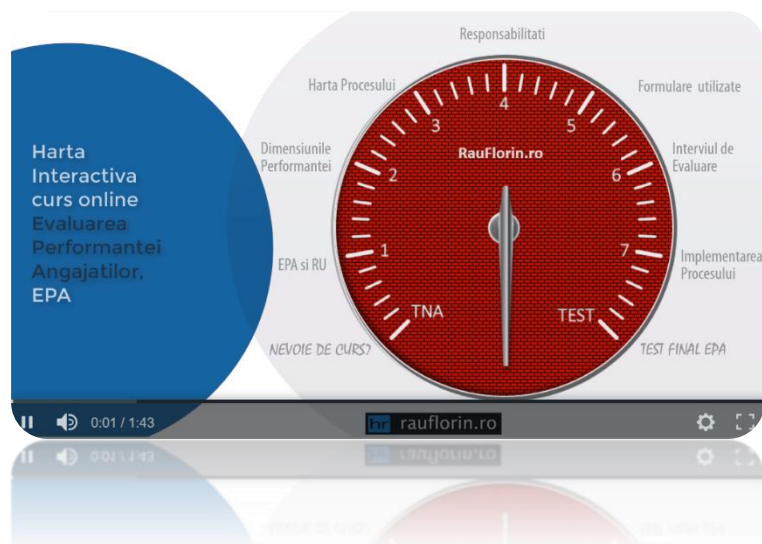 Harta
Interactiva
curs online
Evaluarea
Performantei
Angajatilor,
EPA
Responsabilitati
Harta Procesului
Formulare utilizate
Dimensiunile
Performantei
Interviul de
Evaluare
EPA si RU
Implementarea
Procesului
NEVOIE DE CURS?
TEST FINAL EPA
RauFlorin.ro
TNA
1
2
3
4
5
6
7
TEST
0:01 / 1:43
hr rauflorin.ro